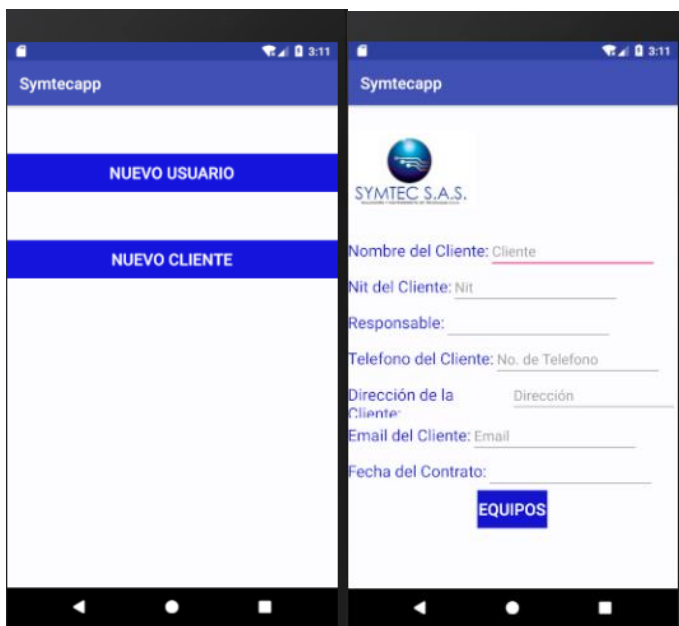 3:11
Symtecapp
NUEVO USUARIO
NUEVO CLIENTE
3:11
Symtecapp
SYMTEC S.A.S.
Nombre del Cliente: Cliente
Nit del Cliente: Nit
Responsable:
Telefono del Cliente: No. de Telefono
Dirección de la Dirección
Cliente:
Email del Cliente: Email
Fecha del Contrato:
EQUIPOS